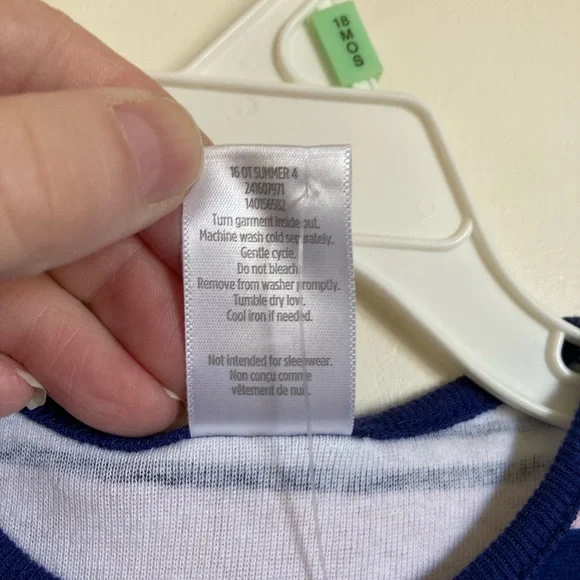 18
MOS
16 OT SUMMER 4
241607971
140156582
Turn garment inside out.
Machine wash cold separately.
Gentle cycle.
Do not bleach
Remove from washer promptly.
Tumble dry low.
Cool iron if needed.
Not intended for sleepwear.
Non conçu comme
vêtement de nuit.